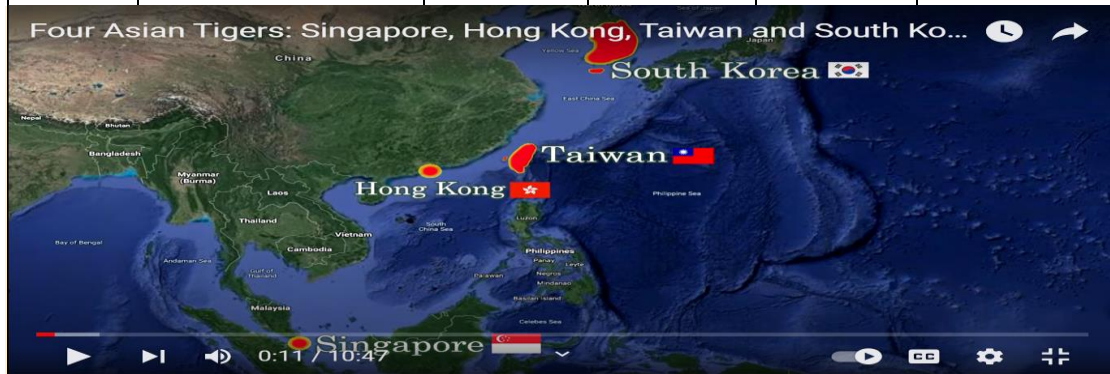 Four Asian Tigers: Singapore, Hong Kong, Taiwan and South Ko...
Yellow Sea
Japan
China
South Korea
East China Sea
Nepal
Bhutan
Bangladesh
Taiwan
Myanmar
(Burma)
Hong Kong
Laos
Philippine Sea
Thailand
Luzon
South
China Sea
Vietnam
Bay of Bengal
Cambodia
Philippines
Andaman Sea
Panay
Leyte
Gulf of
Thailand
Palawan
Negros
Mindanao
Basilan Island
Malaysia
Celebes Sea
Singapore
0:11 / 10:47
CC